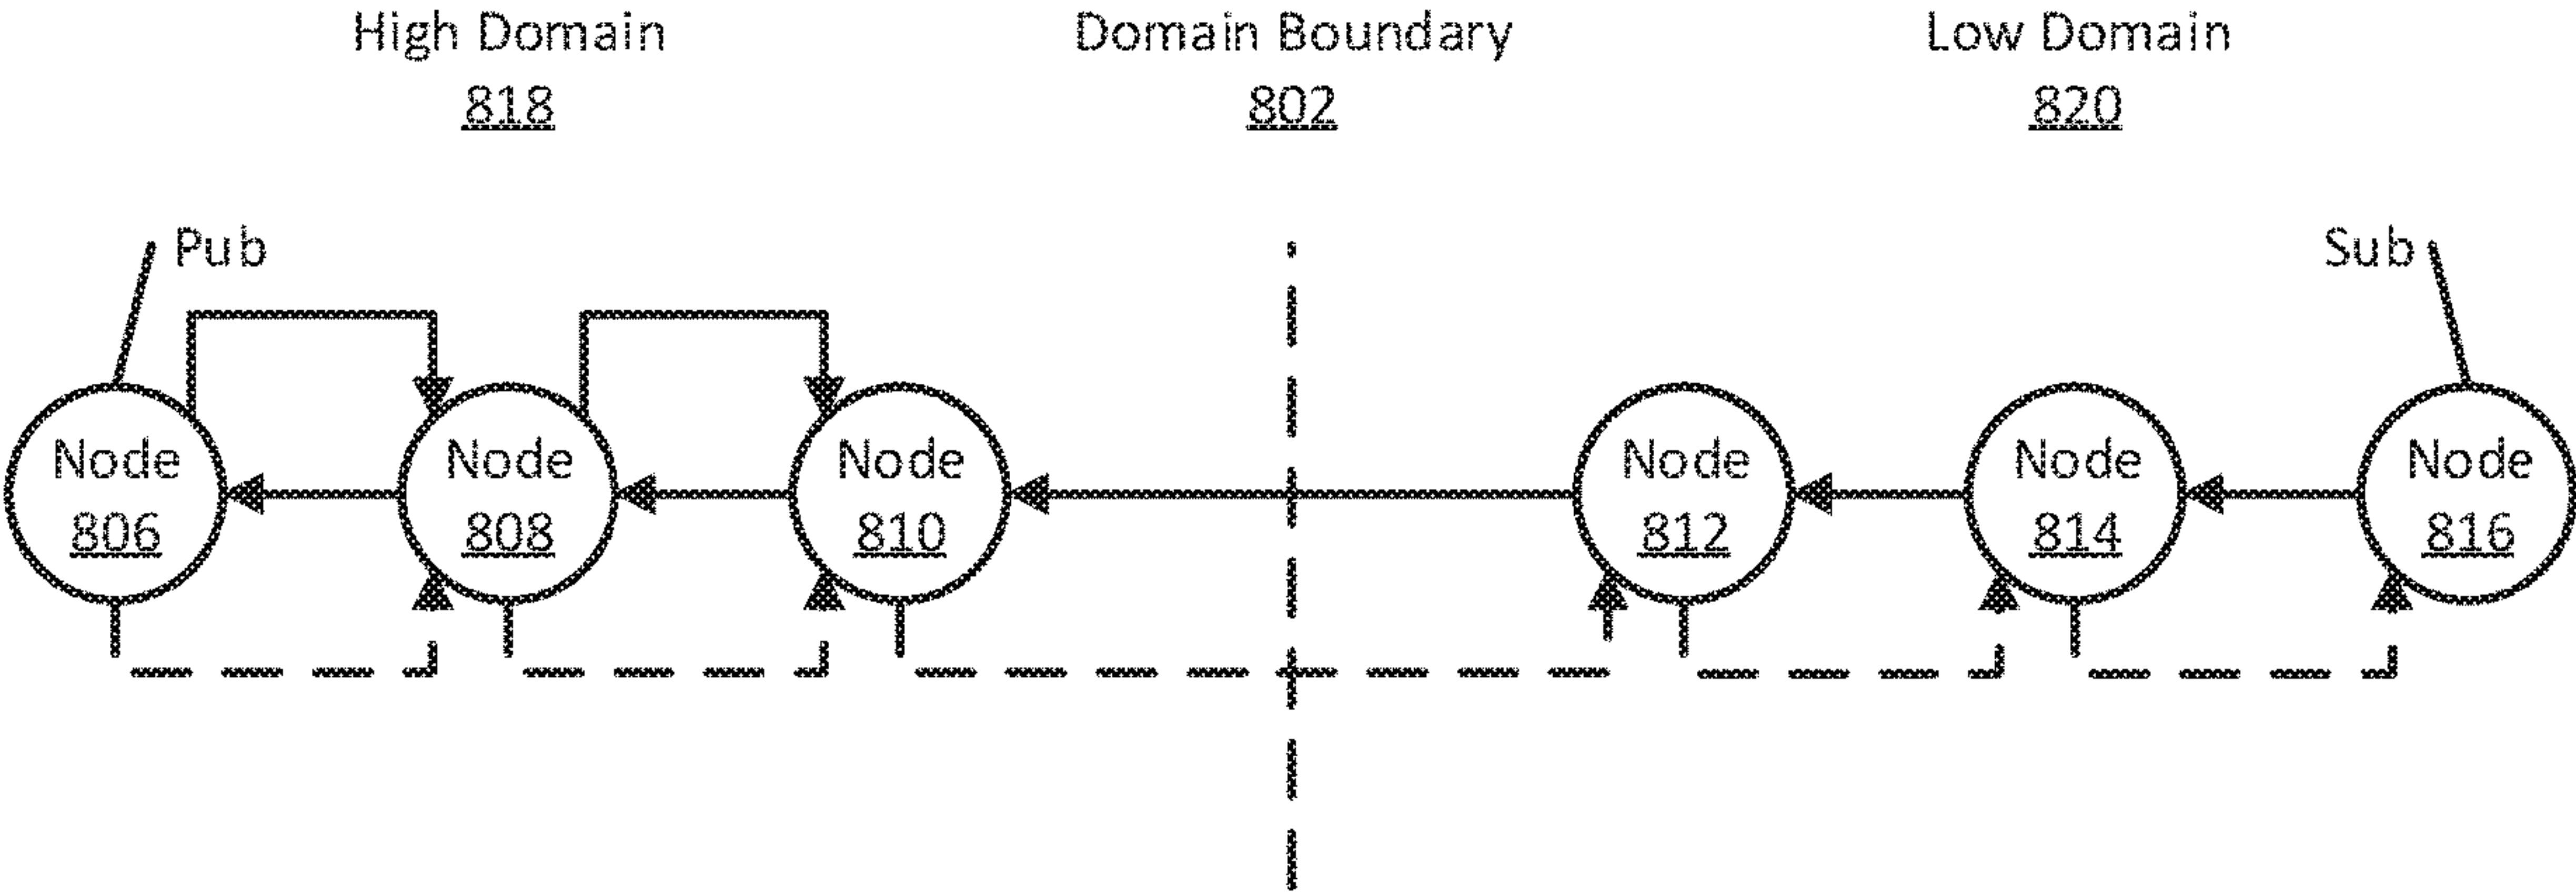 High Domain
818
Domain Boundary
802
Low Domain
820
Pub
Sub
Node
806
Node
808
Node
810
Node
812
Node
814
Node
816